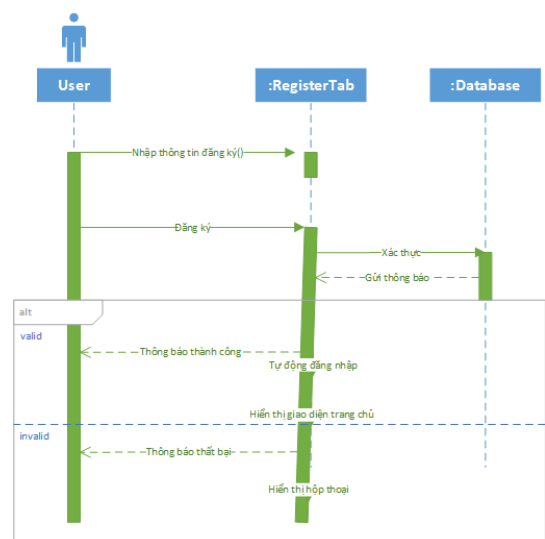 User
:RegisterTab
:Database
Nhập thông tin đăng ký()
Đăng ký
Xác thực
Gửi thông báo
alt
valid
Thông báo thành công
Tự động đăng nhập
Hiển thị giao diện trang chủ
invalid
Thông báo thất bại
Hiển thị hộp thoại